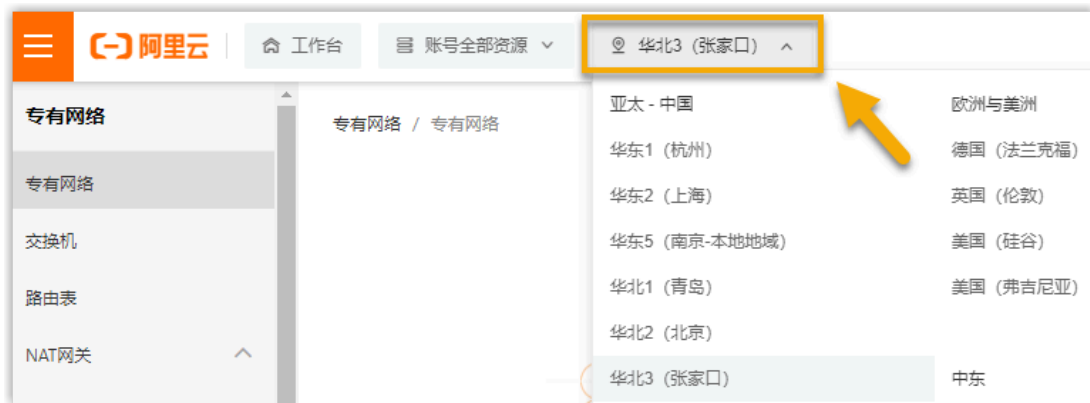 阿里云
工作台
账号全部资源
华北3（张家口）
专有网络
专有网络
交换机
路由表
NAT网关
专有网络 / 专有网络
亚太 - 中国
华东1（杭州）
华东2（上海）
华东5（南京-本地地域）
华北1（青岛）
华北2（北京）
华北3（张家口）
欧洲与美洲
德国（法兰克福）
英国（伦敦）
美国（硅谷）
美国（弗吉尼亚）
中东